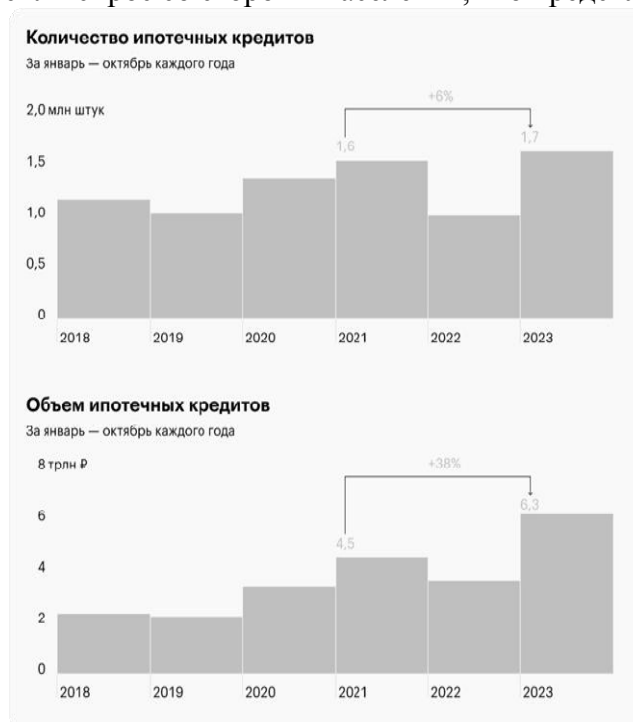 Количество ипотечных кредитов
За январь — октябрь каждого года
+6%
2,0 млн штук
1,6
1,7
1,5
1,0
0,5
0
2018 2019 2020 2021 2022 2023
Объем ипотечных кредитов
За январь — октябрь каждого года
8 трлн ₽
+38%
6,3
6
4,5
4
2
0
2018 2019 2020 2021 2022 2023